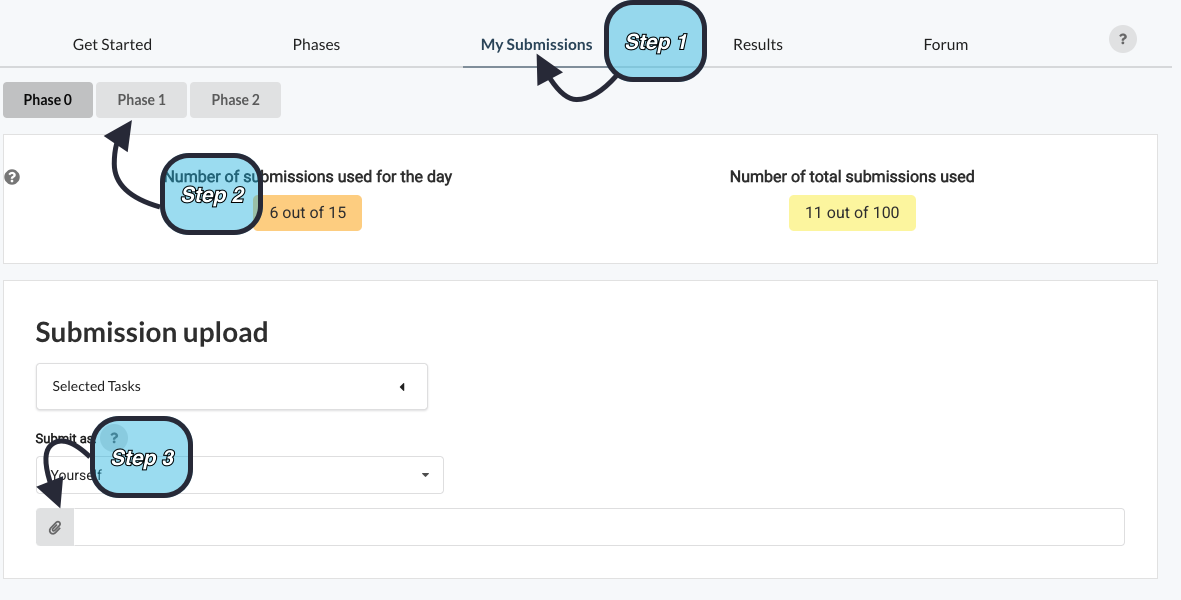 Get Started Phases My Submissions Step 1 Results Forum ?
Phase 0 Phase 1 Phase 2
? Number of submissions used for the day Number of total submissions used
Step 2
6 out of 15 11 out of 100
Submission upload
Selected Tasks
Submit as: ?
Step 3
Yourself